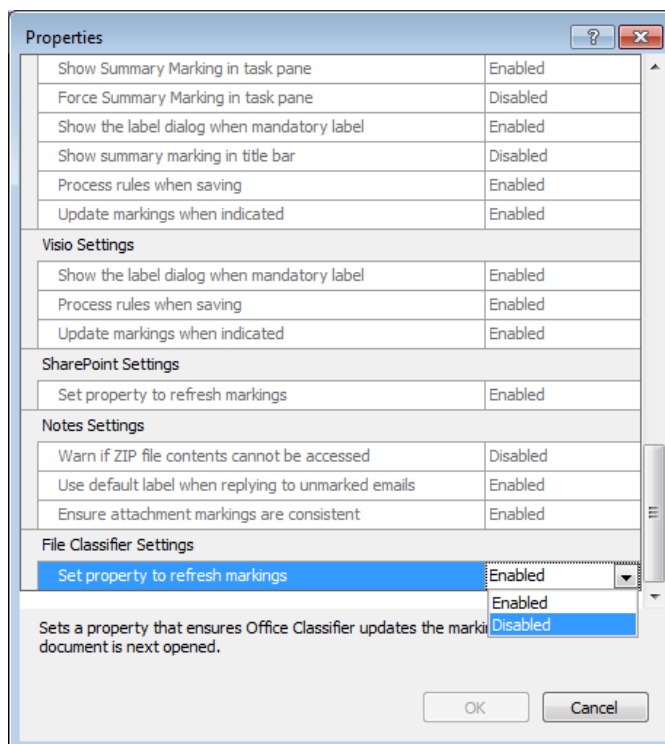 Properties
Show Summary Marking in task pane Enabled
Force Summary Marking in task pane Disabled
Show the label dialog when mandatory label Enabled
Show summary marking in title bar Disabled
Process rules when saving Enabled
Update markings when indicated Enabled
Visio Settings
Show the label dialog when mandatory label Enabled
Process rules when saving Enabled
Update markings when indicated Enabled
SharePoint Settings
Set property to refresh markings Enabled
Notes Settings
Warn if ZIP file contents cannot be accessed Disabled
Use default label when replying to unmarked emails Enabled
Ensure attachment markings are consistent Enabled
File Classifier Settings
Set property to refresh markings Enabled
Enabled
Disabled
Sets a property that ensures Office Classifier updates the
document is next opened.
OK Cancel